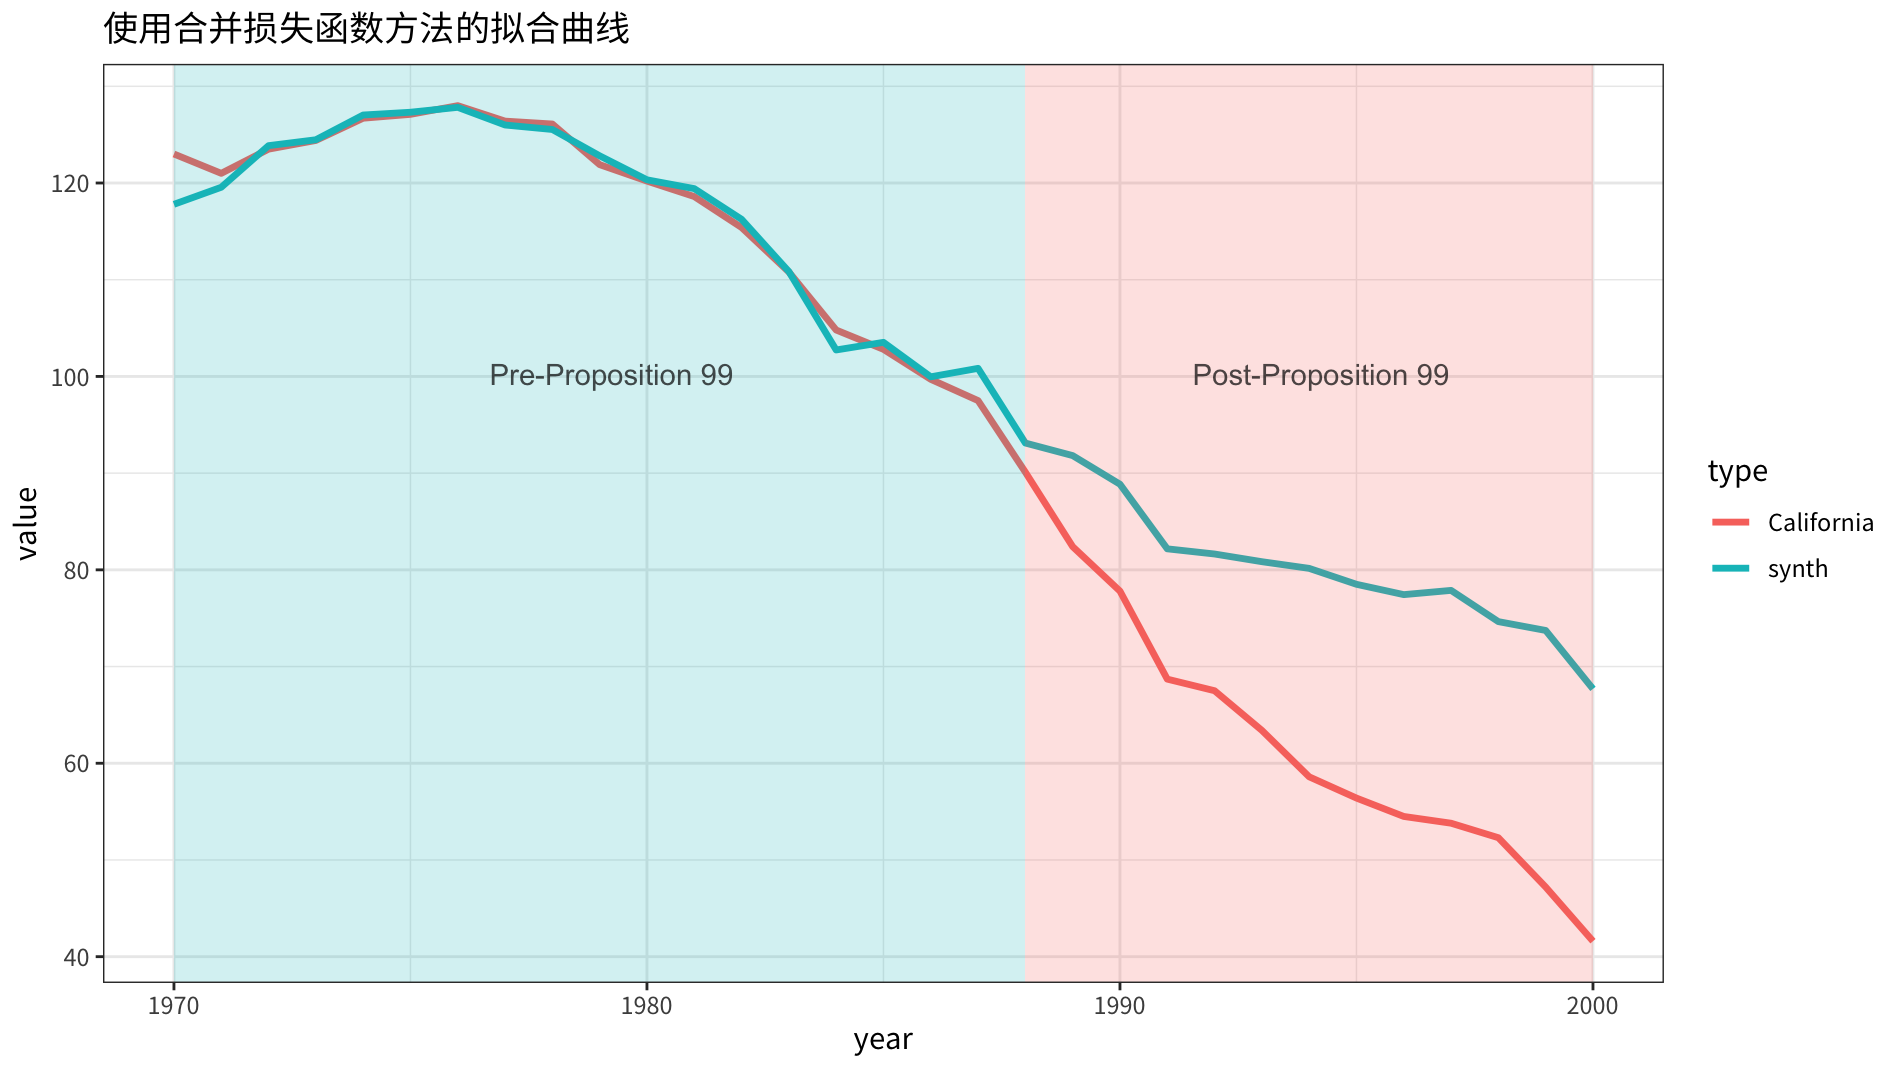 使用合并损失函数方法的拟合曲线
value
120
100
80
60
40
Pre-Proposition 99
Post-Proposition 99
1970
1980
1990
2000
year
type
California
synth